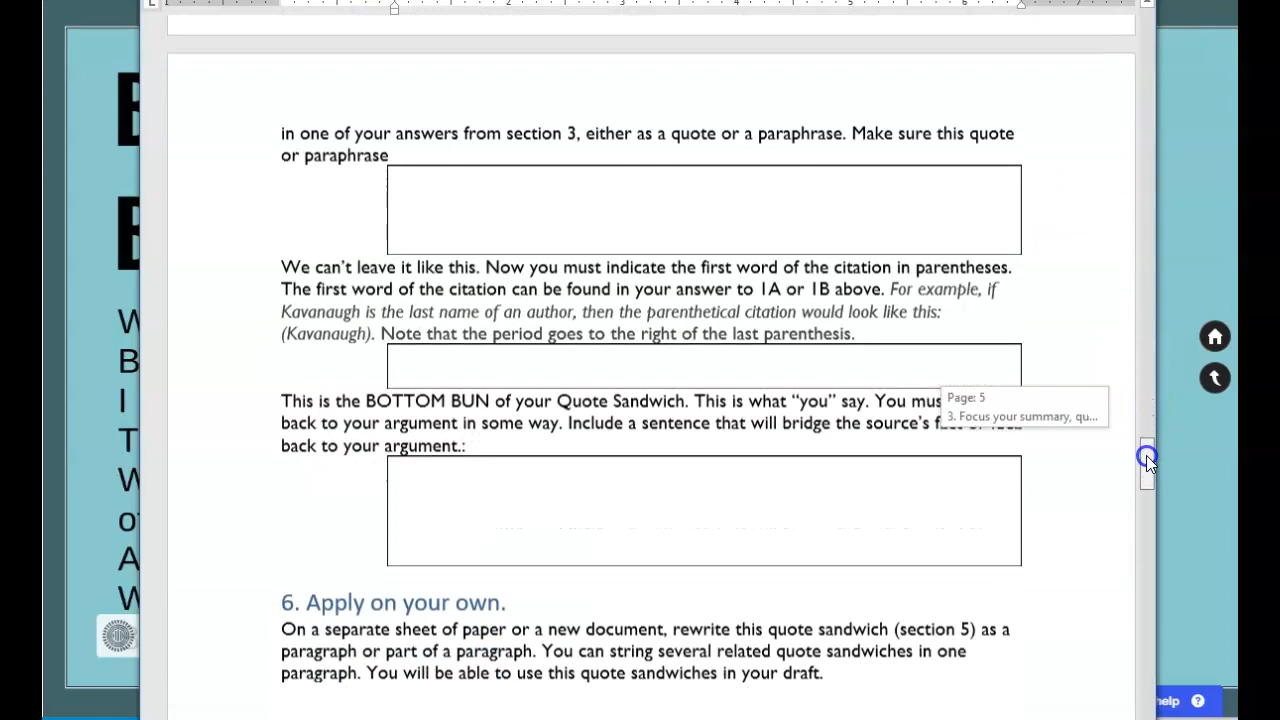 L 1 2 3 4 5 6 7
in one of your answers from section 3, either as a quote or a paraphrase. Make sure this quote
or paraphrase
We can't leave it like this. Now you must indicate the first word of the citation in parentheses.
The first word of the citation can be found in your answer to 1A or 1B above. For example, if
Kavanaugh is the last name of an author, then the parenthetical citation would look like this:
(Kavanaugh). Note that the period goes to the right of the last parenthesis.
This is the BOTTOM BUN of your Quote Sandwich. This is what “you” say. You mus
Page: 5
3. Focus your summary, qu...
back to your argument in some way. Include a sentence that will bridge the source's
back to your argument.:
6. Apply on your own.
On a separate sheet of paper or a new document, rewrite this quote sandwich (section 5) as a
paragraph or part of a paragraph. You can string several related quote sandwiches in one
paragraph. You will be able to use this quote sandwiches in your draft.
B
E
W
B
I
T
W
A
W
help ?